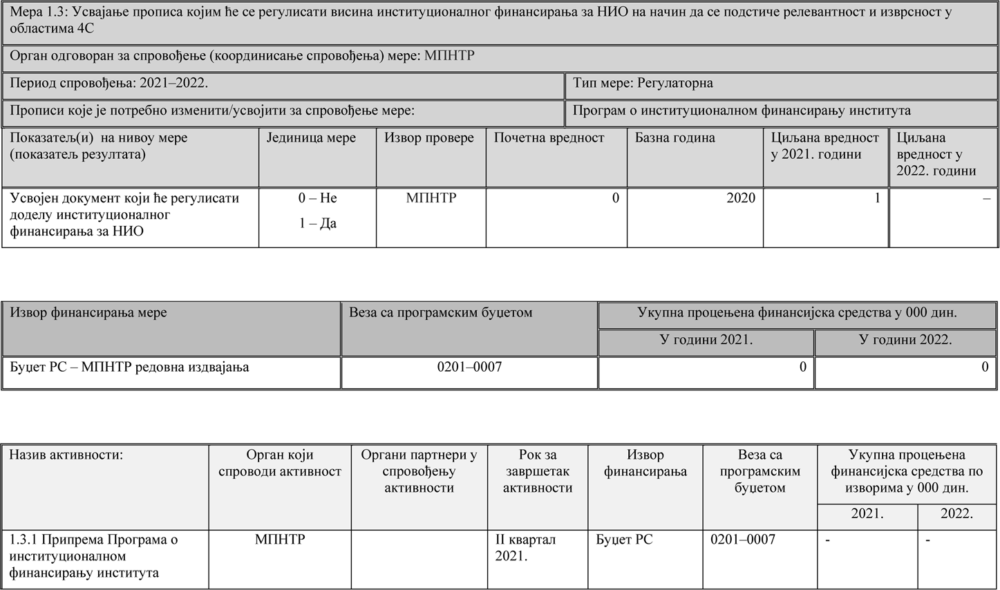 Мера 1.3: Усвајање прописа којим ће се регулисати висина институционалног финансирања за НИО на начин да се подстиче релевантност и изврсност у
областима 4С
Орган одговоран за спровођење (координисање спровођења) мере: МПНТР
Период спровођења: 2021–2022.
Тип мере: Регулаторна
Прописи које је потребно изменити/усвојити за спровођење мере:
Програм о институционалном финансирању института
Показатељ(и) на нивоу мере
(показатељ резултата)
Јединица мере
Извор провере
Почетна вредност
Базна година
Циљана вредност
у 2021. години
Циљана
вредност у
2022. години
Усвојен документ који ће регулисати
доделу институционалног
финансирања за НИО
0 – Не
1 – Да
МПНТР
0
2020
1
–
Извор финансирања мере
Веза са програмским буџетом
Укупна процењена финансијска средства у 000 дин.
У години 2021.
У години 2022.
Буџет РС – МПНТР редовна издвајања
0201–0007
0
0
Назив активности:
Орган који
спроводи активност
Органи партнери у
спровођењу
активности
Рок за
завршетак
активности
Извор
финансирања
Веза са
програмским
буџетом
Укупна процењена
финансијска средства по
изворима у 000 дин.
2021.
2022.
1.3.1 Припрема Програма о
институционалном
финансирању института
МПНТР
II квартал
2021.
Буџет РС
0201–0007
-
-